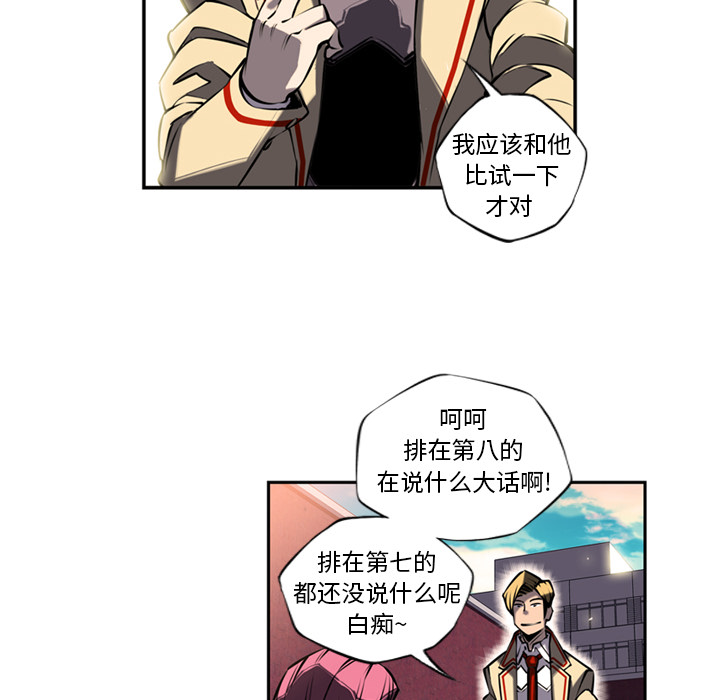 我应该和他
比试一下
才对
呵呵
排在第八的
在说什么大话啊!
排在第七的
都还没说什么呢
白痴~